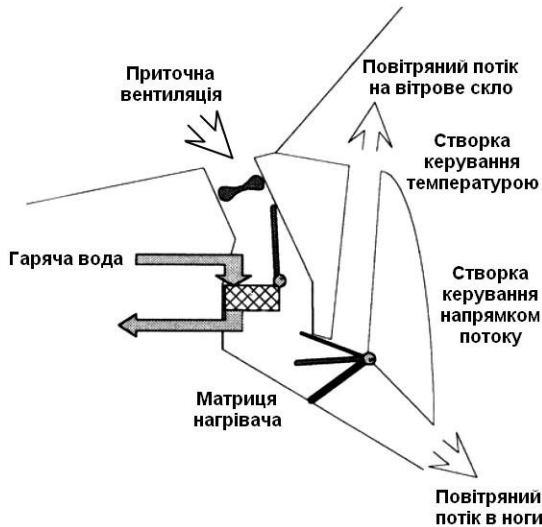 Приточна
вентиляція
Повітряний потік
на вітрове скло
Створка
керування
температурою
Гаряча вода
Створка
керування
напрямком
потоку
Матриця
нагрівача
Повітряний
потік в ноги